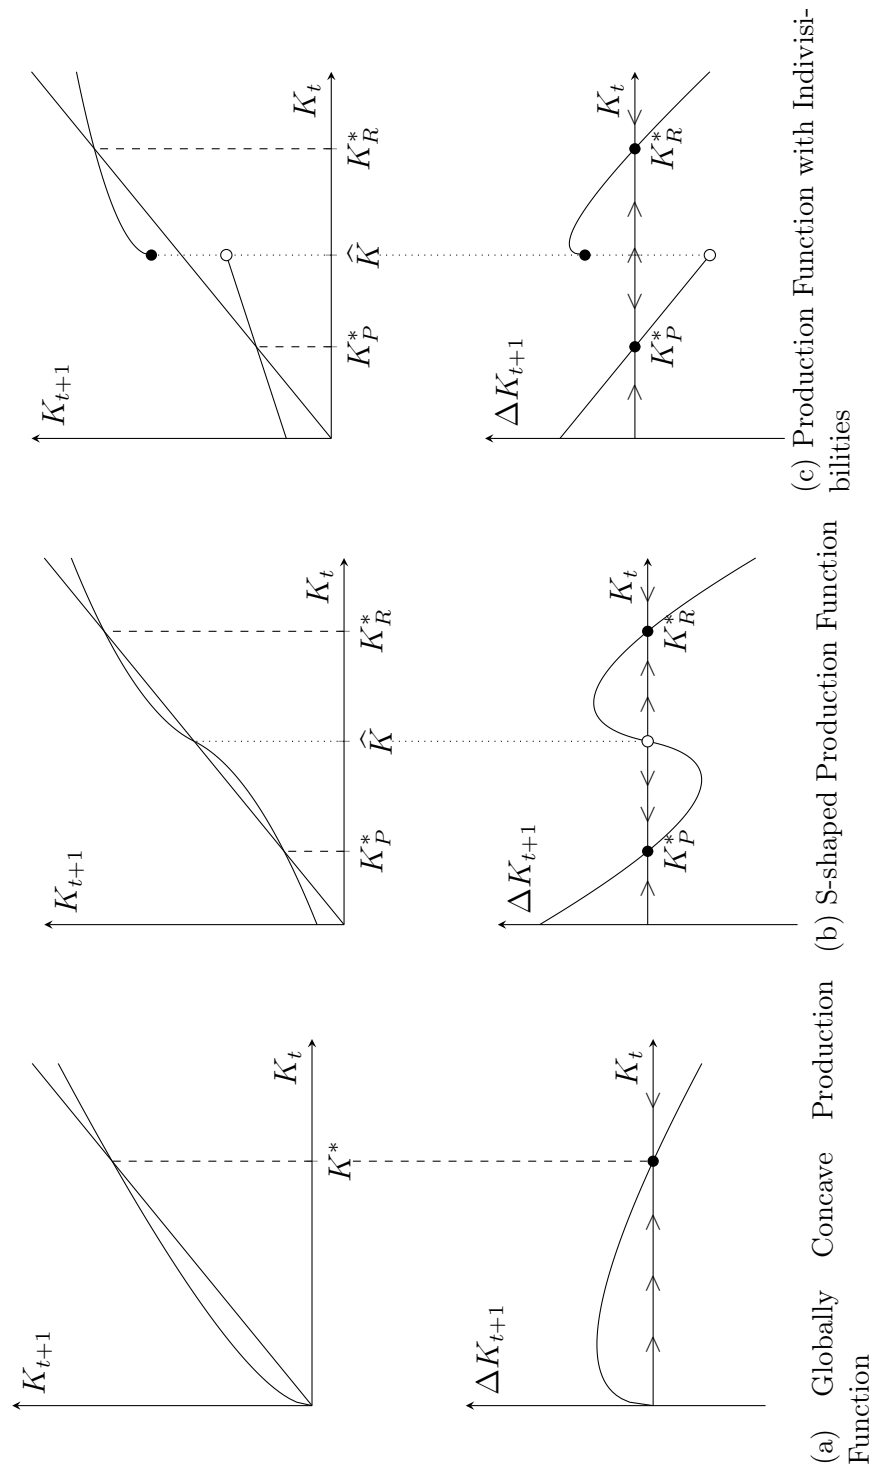 K_{t+1}
K_t
K^*
ΔK_{t+1}
K_t
(a) Globally Concave Production
Function
K_{t+1}
K_t
K^*_P
\widehat{K}
K^*_R
ΔK_{t+1}
K_t
K^*_P
K^*_R
(b) S-shaped Production Function
K_{t+1}
K_t
K^*_P
\widehat{K}
K^*_R
ΔK_{t+1}
K_t
K^*_P
K^*_R
(c) Production Function with Indivisi-
bilities